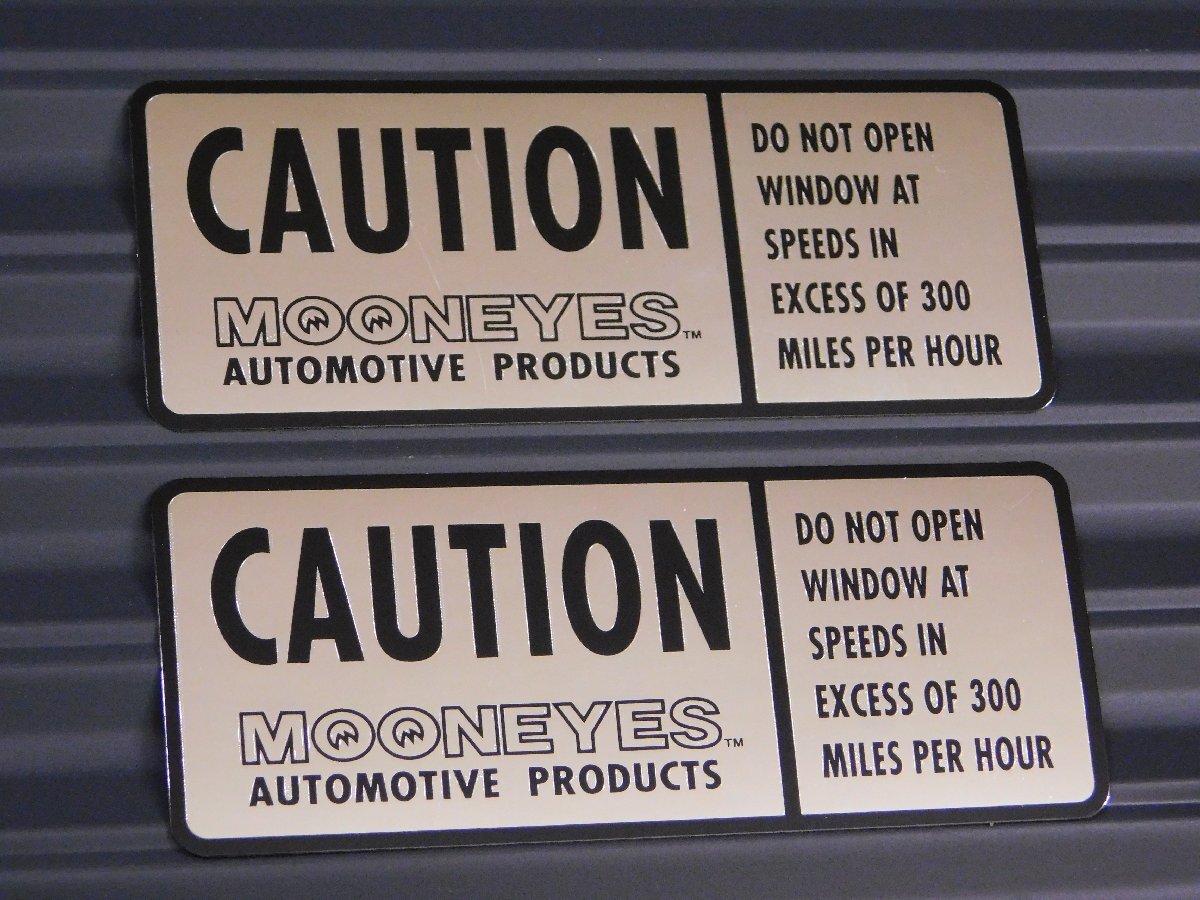 CAUTION
MOONEYES™
AUTOMOTIVE PRODUCTS
DO NOT OPEN
WINDOW AT
SPEEDS IN
EXCESS OF 300
MILES PER HOUR
CAUTION
MOONEYES™
AUTOMOTIVE PRODUCTS
DO NOT OPEN
WINDOW AT
SPEEDS IN
EXCESS OF 300
MILES PER HOUR